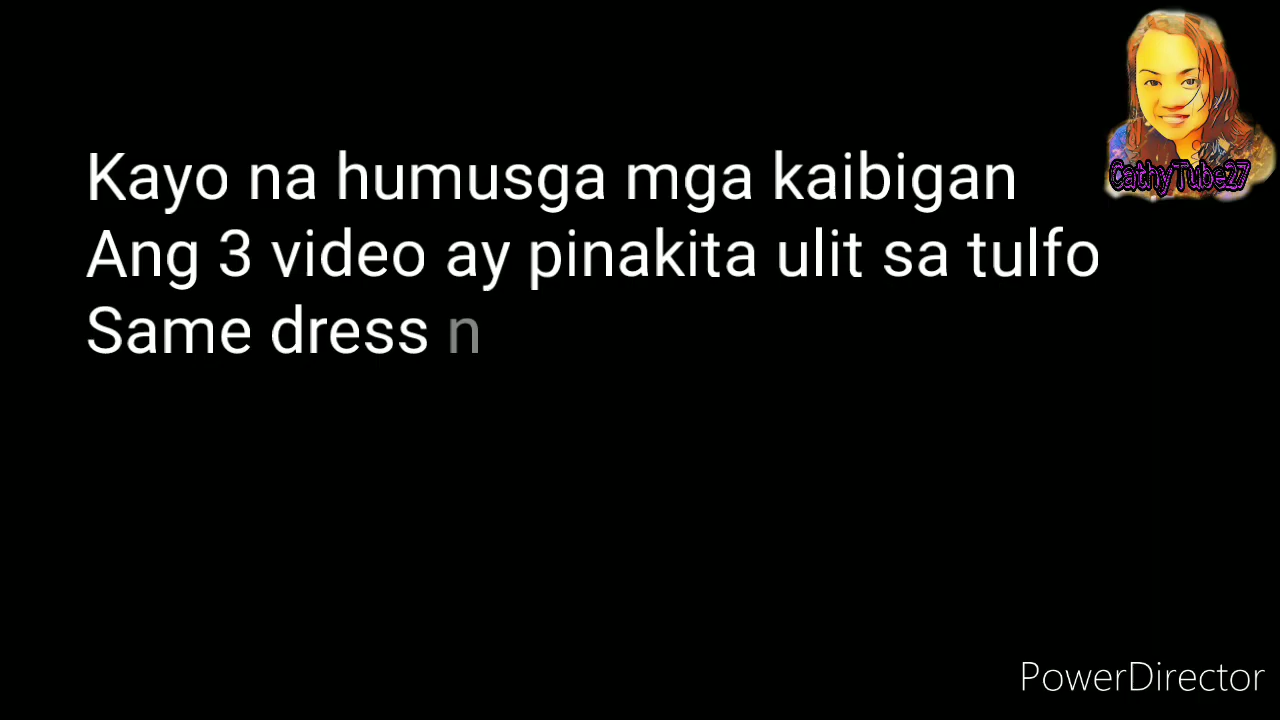 Kayo na humusga mga kaibigan
Ang 3 video ay pinakita ulit sa tulfo
Same dress n
CathyTube27
PowerDirector